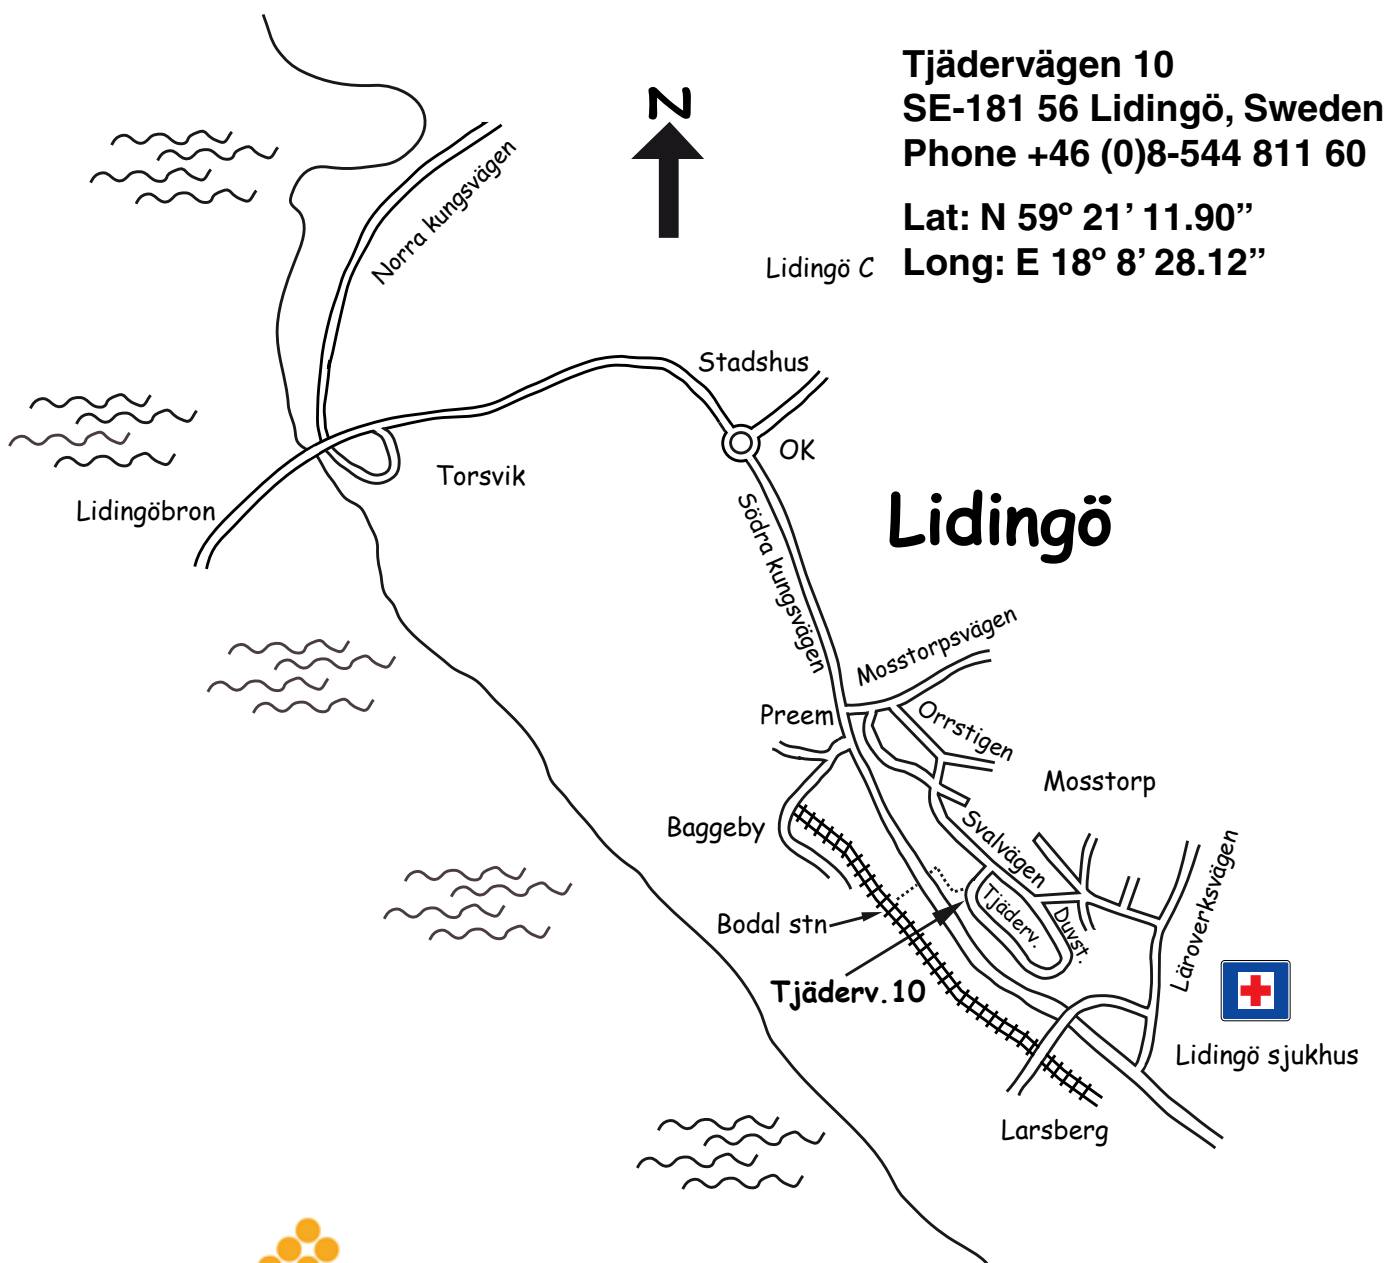 Tjädervägen 10
SE-181 56 Lidingö, Sweden
Phone +46 (0)8-544 811 60
Lat: N 59º 21’ 11.90”
Long: E 18º 8’ 28.12”
N
Norra kungsvägen
Lidingö C
Stadshus
OK
Torsvik
Lidingöbron
Lidingö
Södra kungsvägen
Mosstorpsvägen
Preem
Orrstigen
Mosstorp
Baggeby
Svalvägen
Läroverksvägen
Tjäderv.
Duvst.
Bodal stn
Tjäderv.10
Lidingö sjukhus
Larsberg